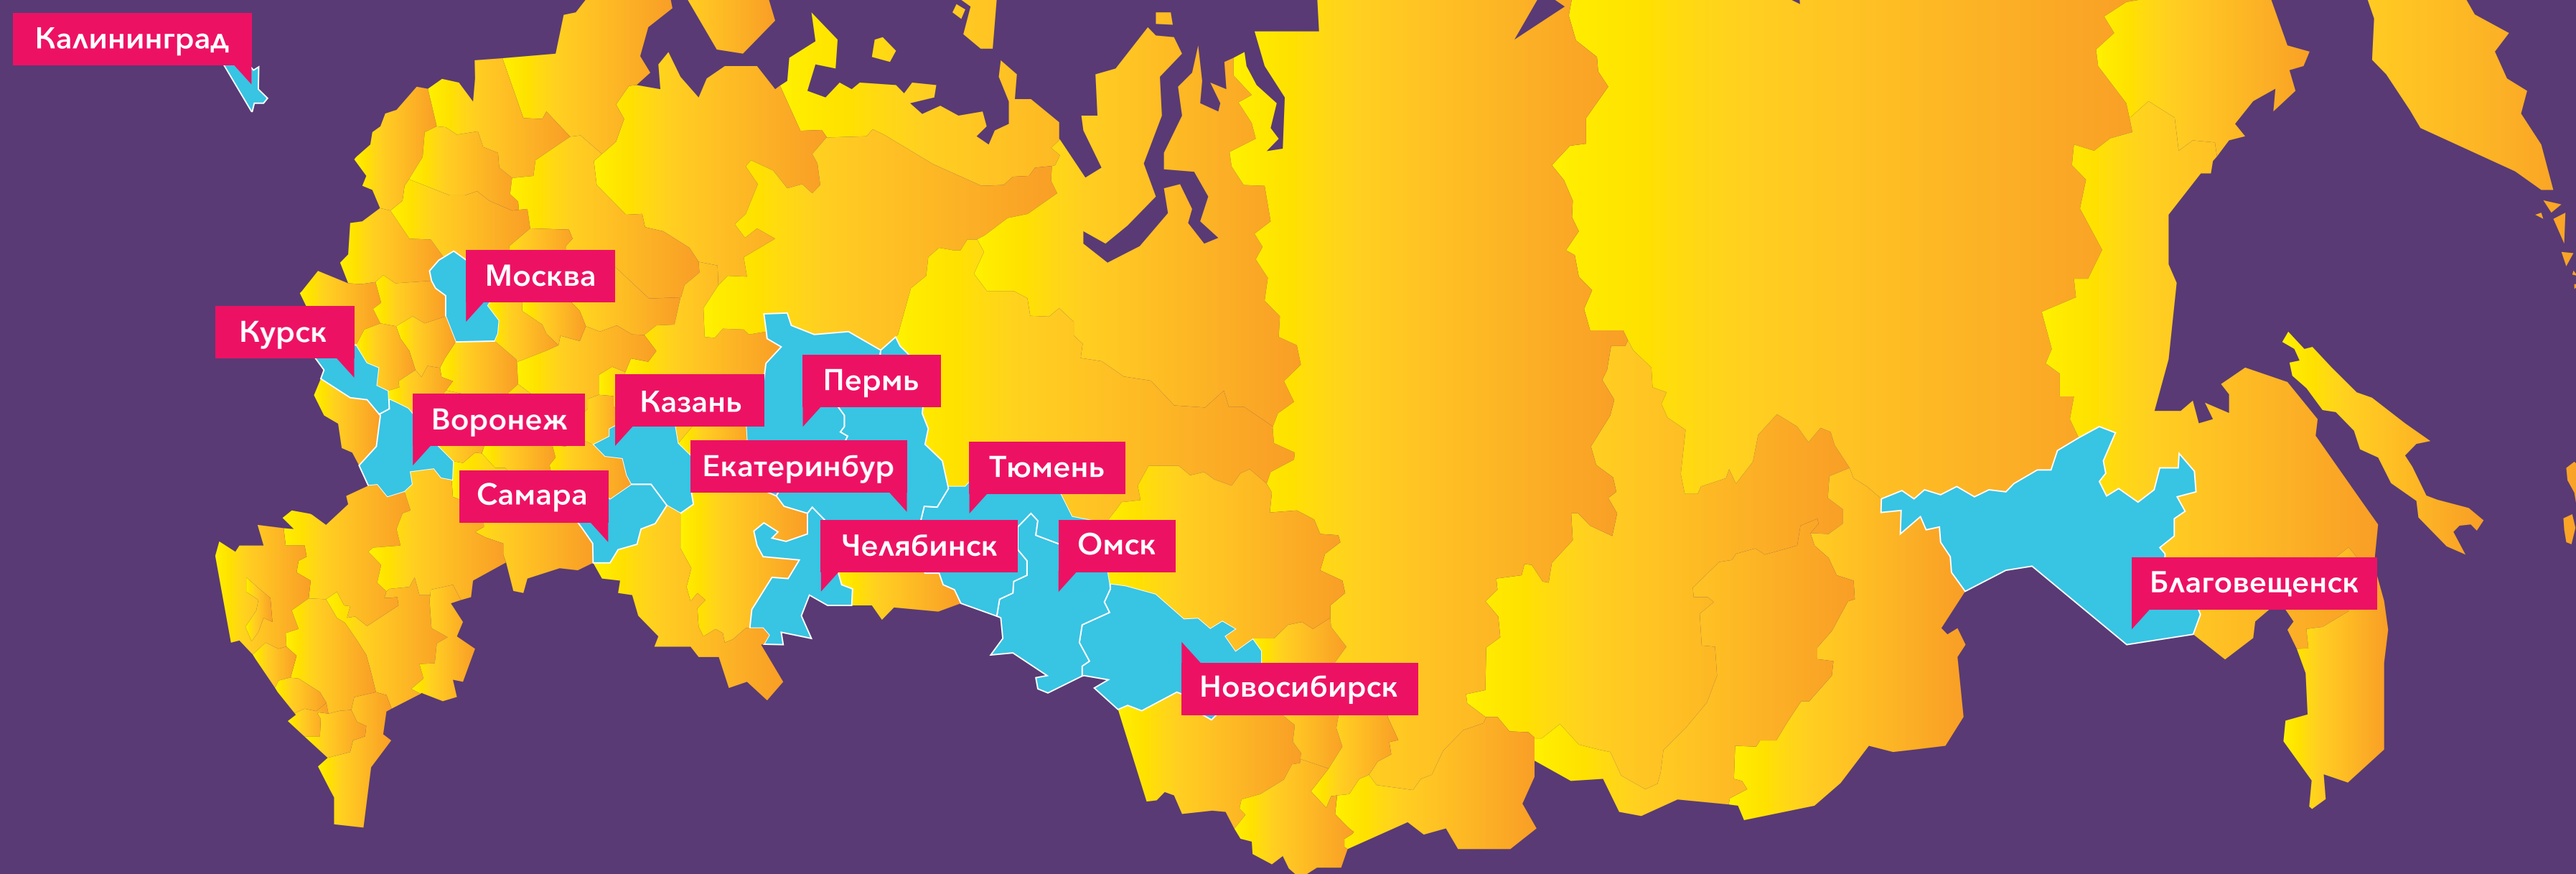 Калининград
Москва
Курск
Пермь
Казань
Воронеж
Екатеринбур
Тюмень
Самара
Челябинск
Омск
Благовещенск
Новосибирск